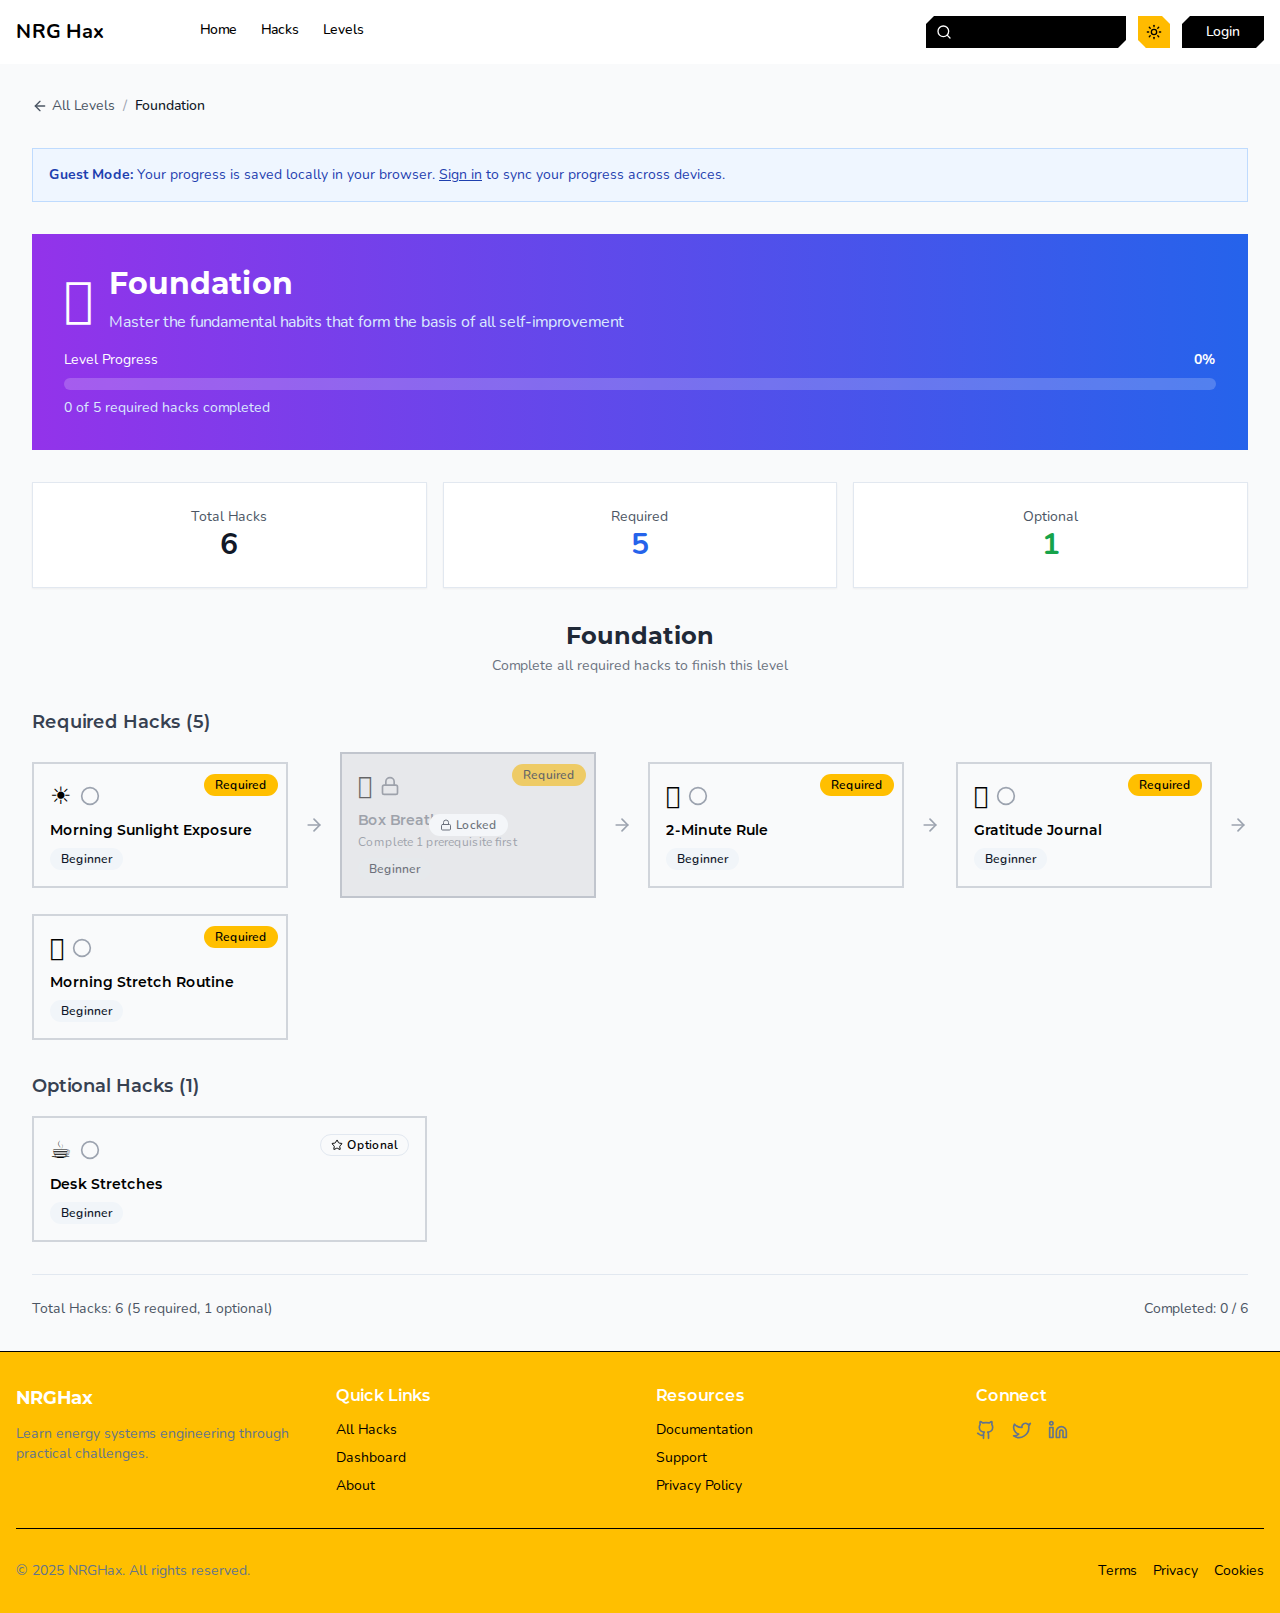 NRG Hax
Home
Hacks
Levels
Login
All Levels / Foundation
Guest Mode: Your progress is saved locally in your browser. Sign in to sync your progress across devices.
Foundation
Master the fundamental habits that form the basis of all self-improvement
Level Progress
0%
0 of 5 required hacks completed
Total Hacks
6
Required
5
Optional
1
Foundation
Complete all required hacks to finish this level
Required Hacks (5)
Required
Morning Sunlight Exposure
Beginner
Required
Box Breat
Locked
Complete 1 prerequisite first
Beginner
Required
2-Minute Rule
Beginner
Required
Gratitude Journal
Beginner
Required
Morning Stretch Routine
Beginner
Optional Hacks (1)
Optional
Desk Stretches
Beginner
Total Hacks: 6 (5 required, 1 optional)
Completed: 0 / 6
NRGHax
Learn energy systems engineering through
practical challenges.
Quick Links
All Hacks
Dashboard
About
Resources
Documentation
Support
Privacy Policy
Connect
© 2025 NRGHax. All rights reserved.
Terms
Privacy
Cookies